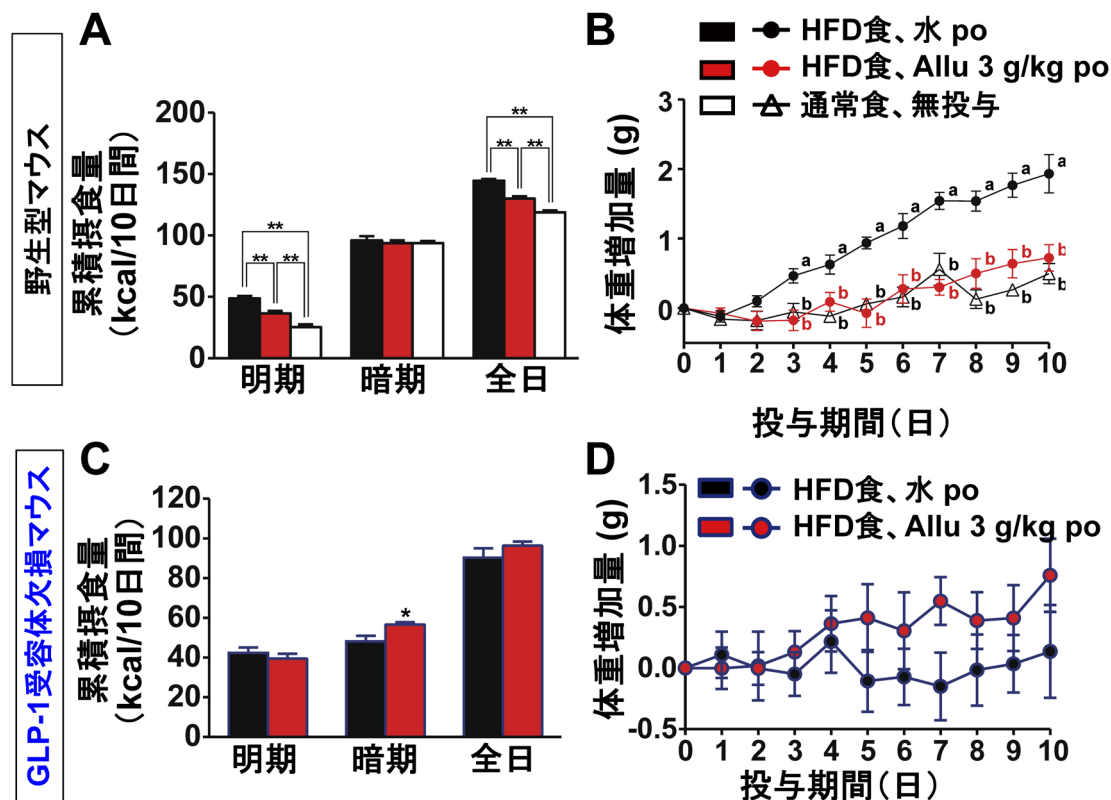 A
野生型マウス
累積摂食量
(kcal/10日間)
200
150
100
50
0
**
** **
**
** **
明期
暗期
全日
B
HFD食、水 po
HFD食、Allu 3 g/kg po
通常食、無投与
体重増加量 (g)
3
2
1
0
a a a a a a a a
b b b b b b b b
b b b b b b b b
0 1 2 3 4 5 6 7 8 9 10
投与期間（日）
C
GLP-1受容体欠損マウス
累積摂食量
(kcal/10日間)
120
100
80
60
40
20
0
*
明期
暗期
全日
D
HFD食、水 po
HFD食、Allu 3 g/kg po
体重増加量 (g)
1.5
1.0
0.5
0.0
-0.5
0 1 2 3 4 5 6 7 8 9 10
投与期間（日）